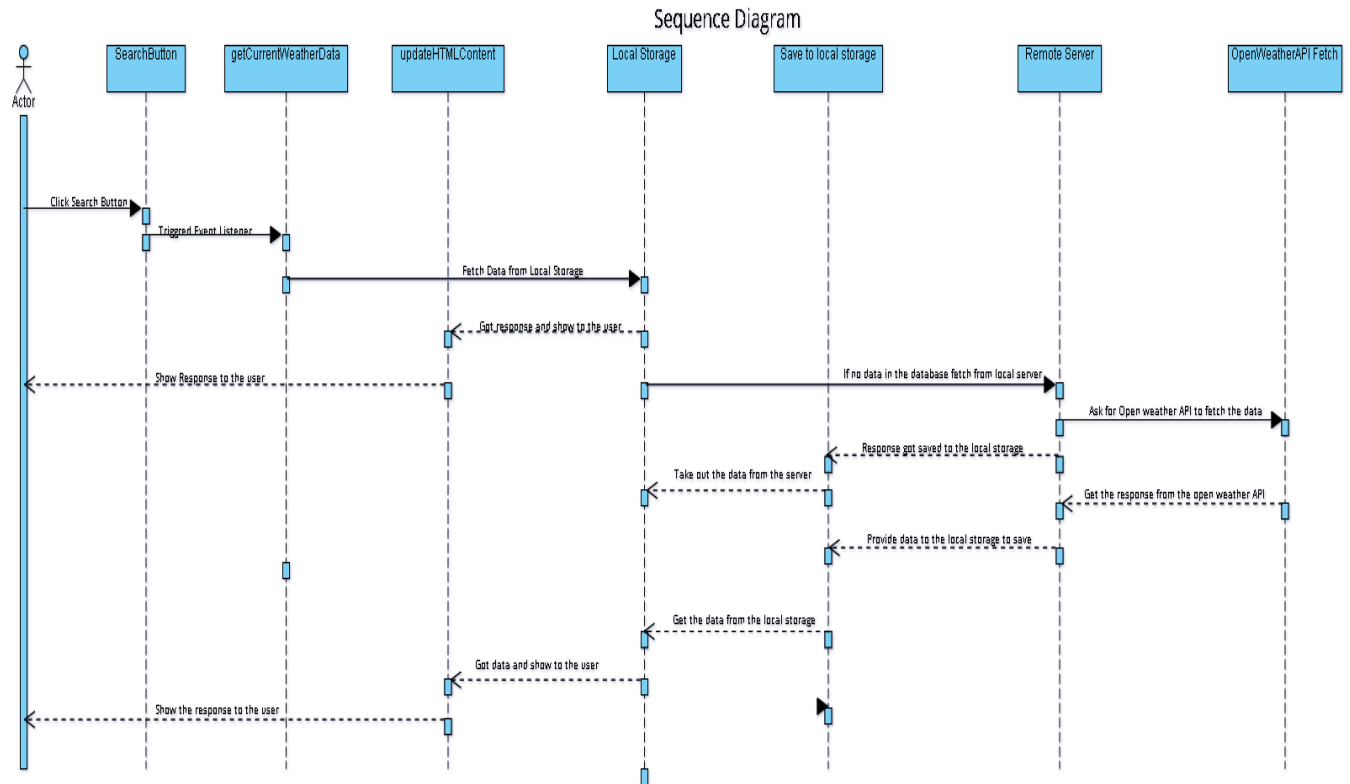 Sequence Diagram
SearchButton
getCurrentWeatherData
updateHTMLContent
Local Storage
Save to local storage
Remote Server
OpenWeatherAPI Fetch
Actor
Click Search Button
Triggred Event Listener
Fetch Data from Local Storage
Got response and show to the user
Show Response to the user
If no data in the database fetch from local server
Ask for Open weather API to fetch the data
Response got saved to the local storage
Take out the data from the server
Get the response from the open weather API
Provide data to the local storage to save
Get the data from the local storage
Got data and show to the user
Show the response to the user